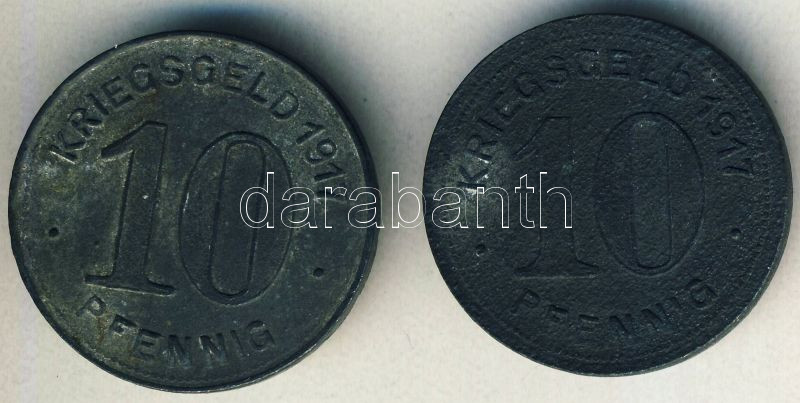 KRIEGSGELD 1917
10
PFENNIG
KRIEGSGELD 1917
10
PFENNIG
darabanth